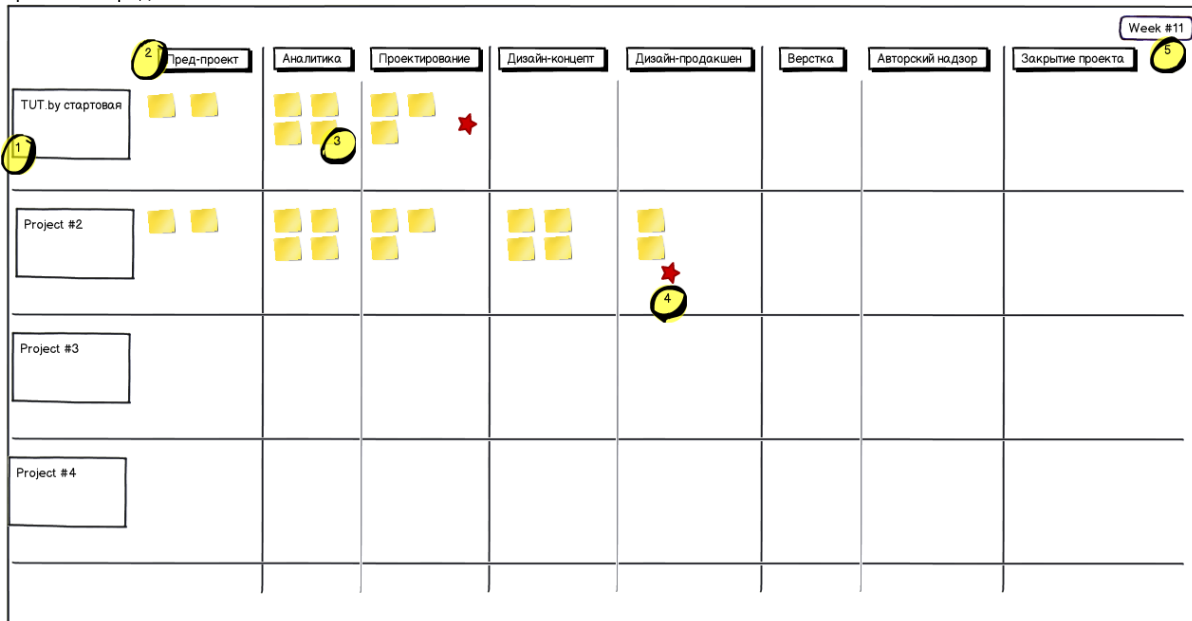 Week #11
2
Пред-проект
Аналитика
Проектирование
Дизайн-концепт
Дизайн-продакшен
Верстка
Авторский надзор
Закрытие проекта
5
TUT.by стартовая
1
3
Project #2
4
Project #3
Project #4